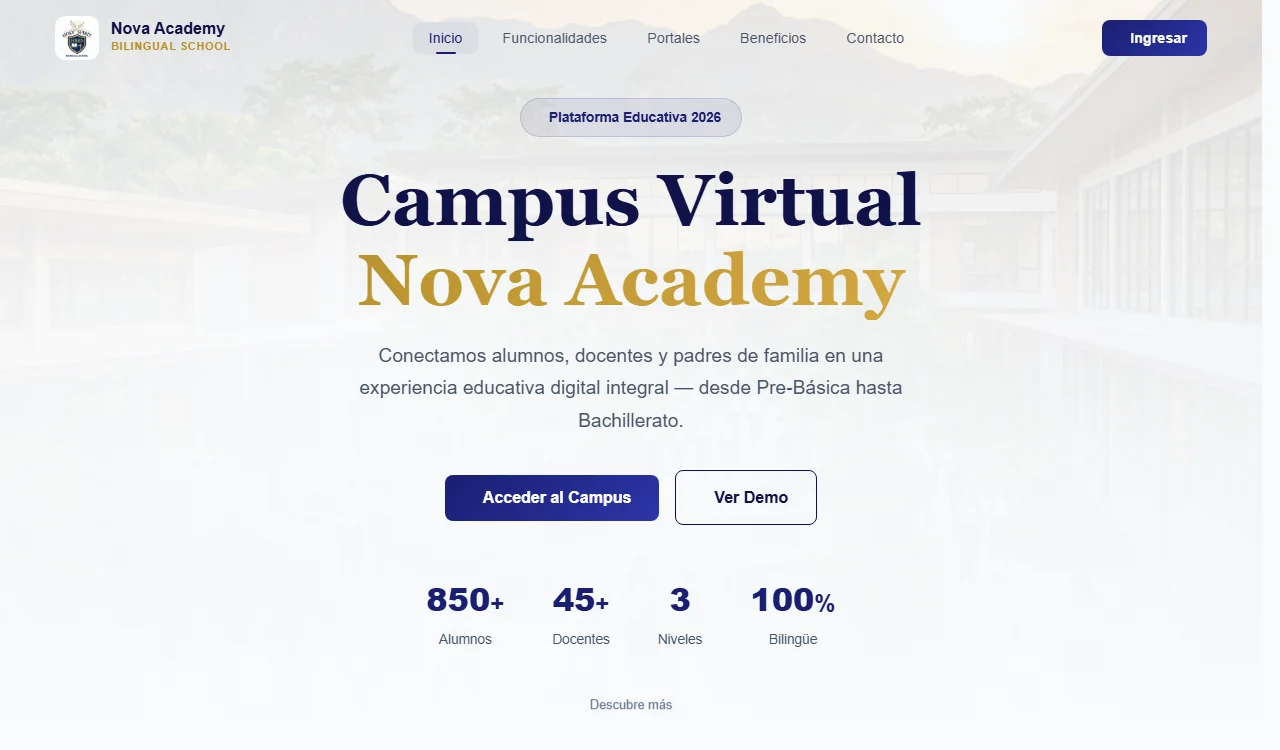 Nova Academy
BILINGUAL SCHOOL
Inicio
Funcionalidades
Portales
Beneficios
Contacto
Ingresar
Plataforma Educativa 2026
Campus Virtual
Nova Academy
Conectamos alumnos, docentes y padres de familia en una
experiencia educativa digital integral — desde Pre-Básica hasta
Bachillerato.
Acceder al Campus
Ver Demo
850+
Alumnos
45+
Docentes
3
Niveles
100%
Bilingüe
Descubre más